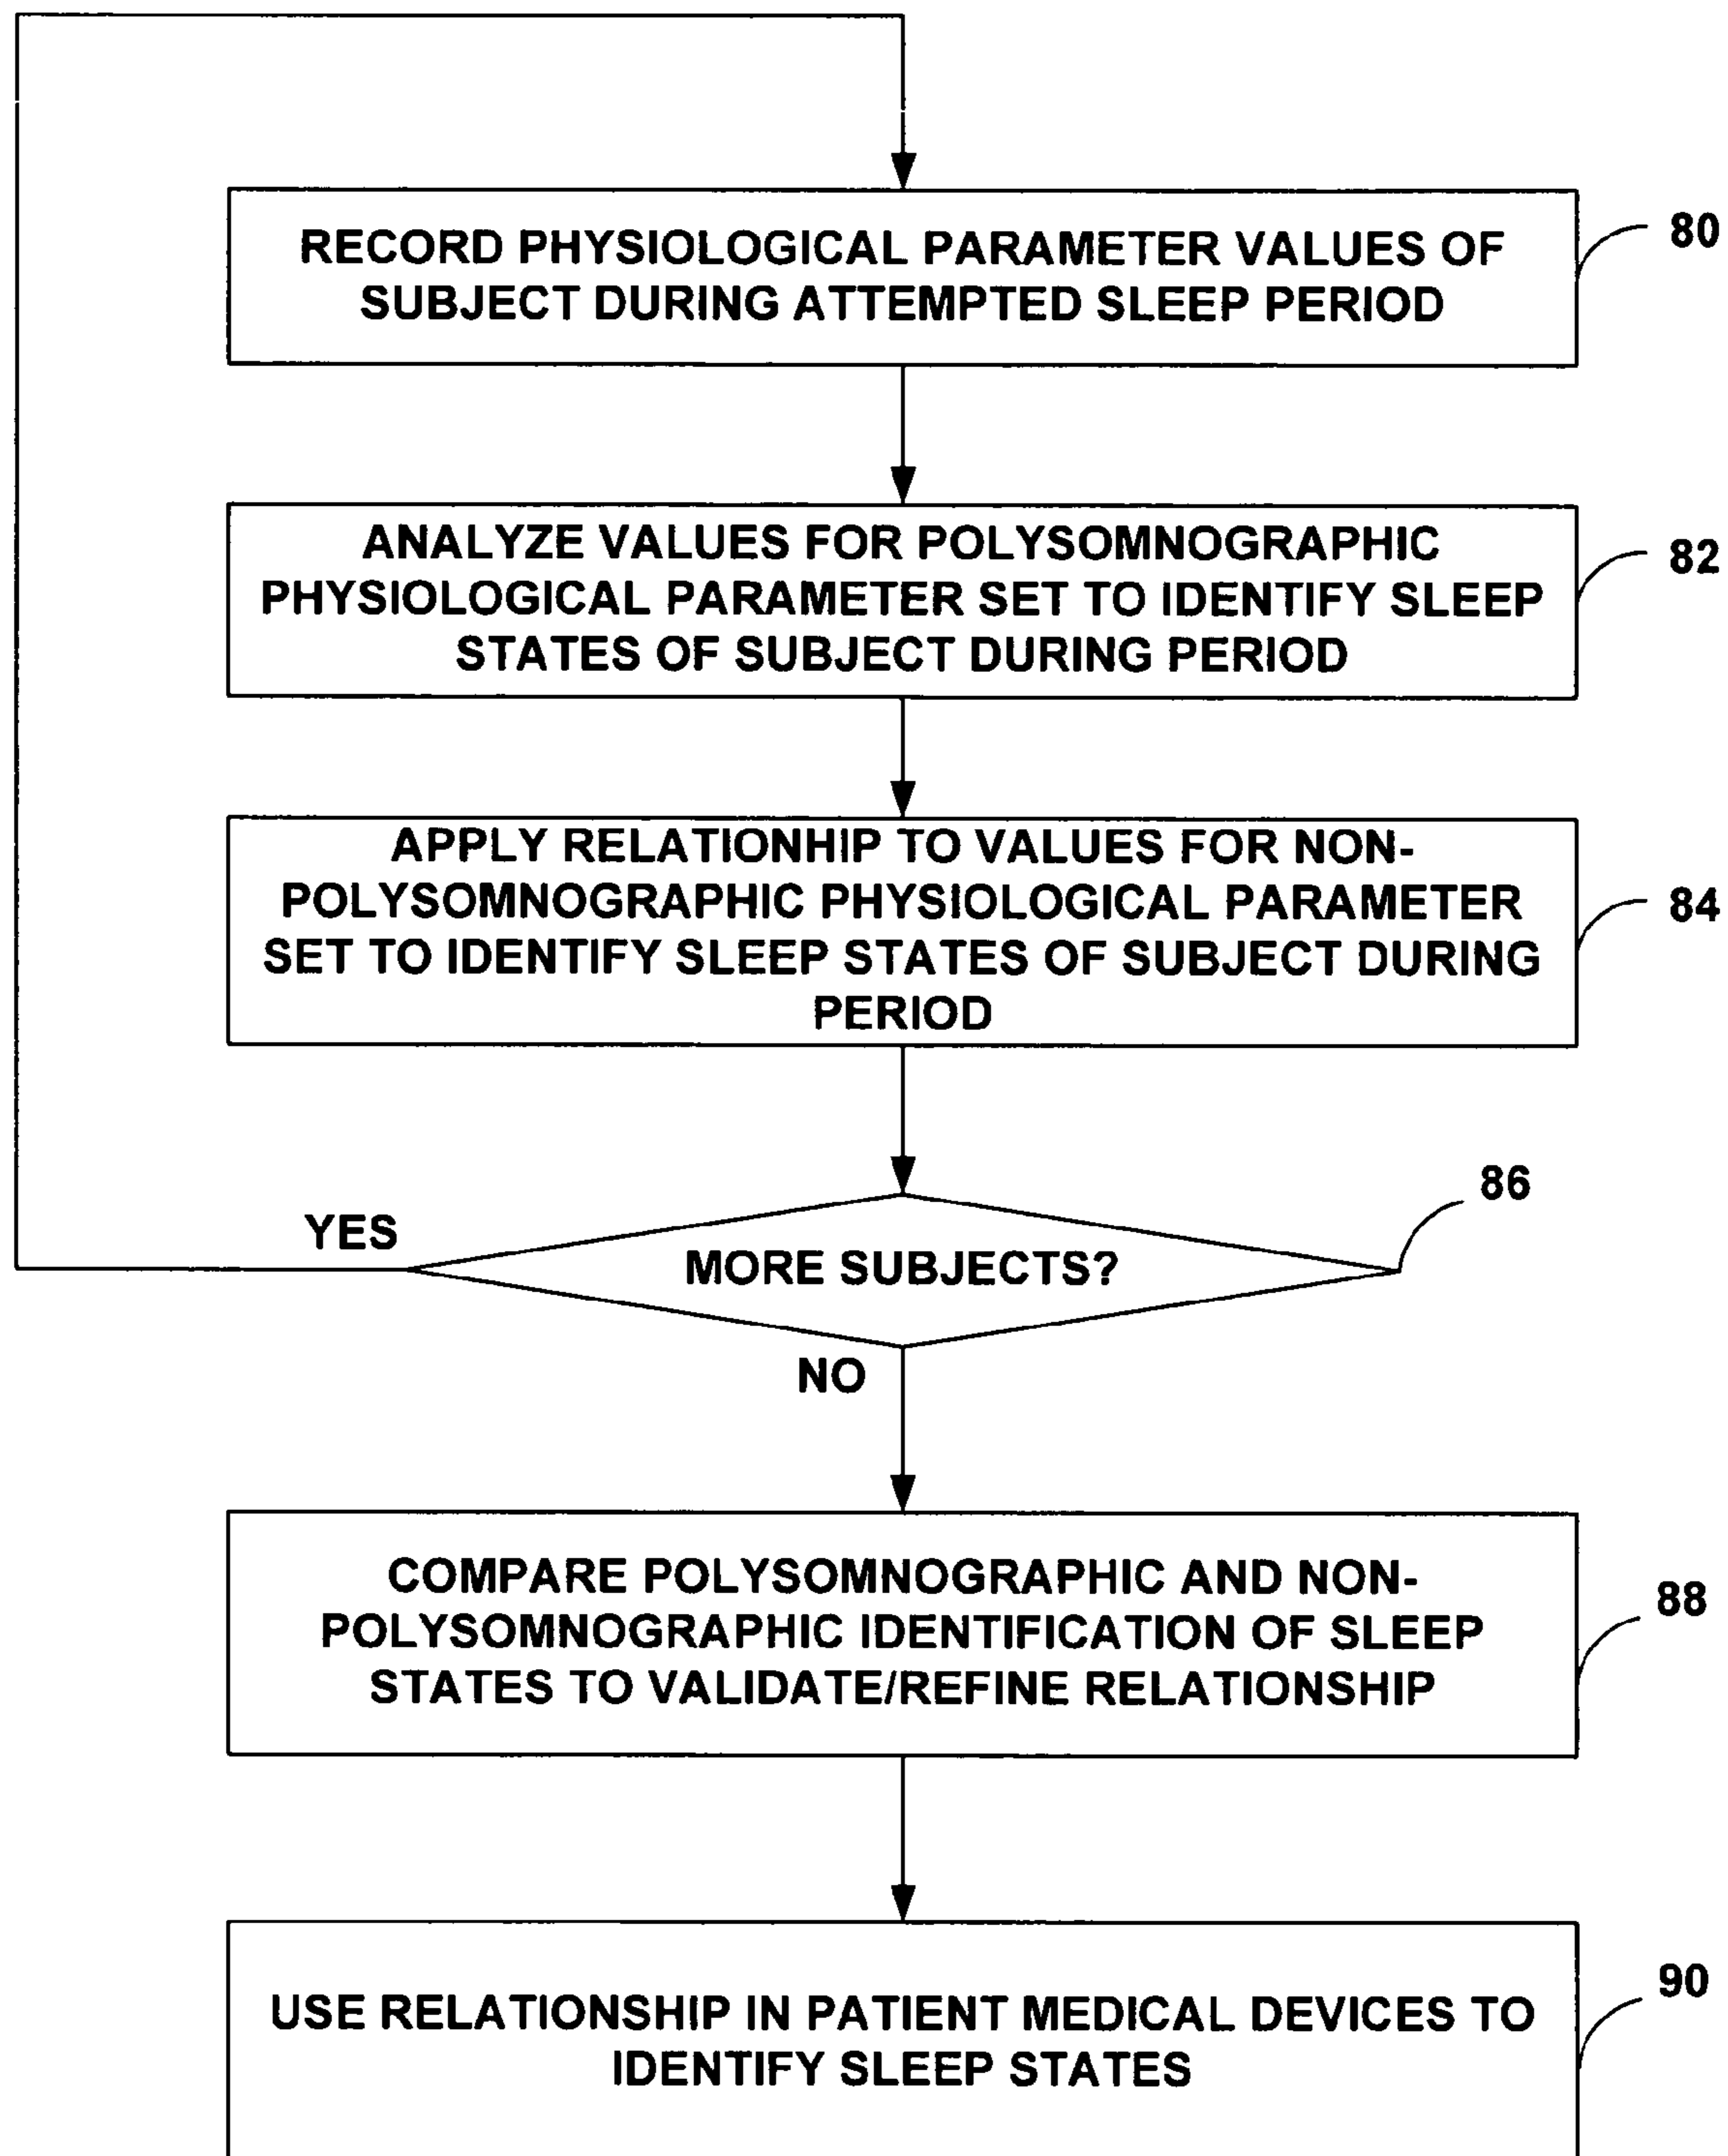 RECORD PHYSIOLOGICAL PARAMETER VALUES OF
SUBJECT DURING ATTEMPTED SLEEP PERIOD
80
ANALYZE VALUES FOR POLYSOMNOGRAPHIC
PHYSIOLOGICAL PARAMETER SET TO IDENTIFY SLEEP
STATES OF SUBJECT DURING PERIOD
82
APPLY RELATIONHIP TO VALUES FOR NON-
POLYSOMNOGRAPHIC PHYSIOLOGICAL PARAMETER
SET TO IDENTIFY SLEEP STATES OF SUBJECT DURING
PERIOD
84
86
YES
MORE SUBJECTS?
NO
COMPARE POLYSOMNOGRAPHIC AND NON-
POLYSOMNOGRAPHIC IDENTIFICATION OF SLEEP
STATES TO VALIDATE/REFINE RELATIONSHIP
88
USE RELATIONSHIP IN PATIENT MEDICAL DEVICES TO
IDENTIFY SLEEP STATES
90